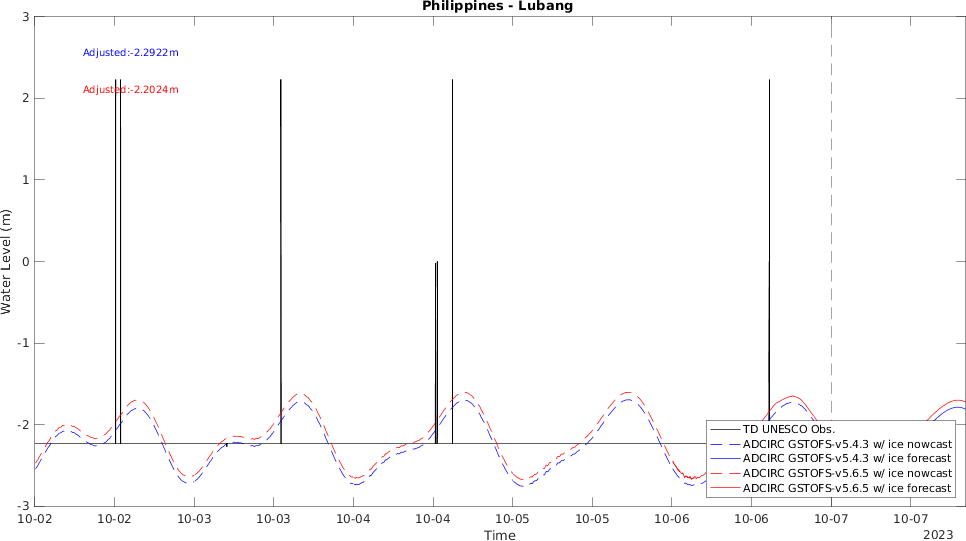 Philippines - Lubang
Adjusted:-2.2922m
Adjusted:-2.2024m
Water Level (m)
3
2
1
0
-1
-2
-3
10-02
10-02
10-03
10-03
10-04
10-04
10-05
10-05
10-06
10-06
10-07
10-07
Time
2023
TD UNESCO Obs.
ADCIRC GSTOFS-v5.4.3 w/ ice nowcast
ADCIRC GSTOFS-v5.4.3 w/ ice forecast
ADCIRC GSTOFS-v5.6.5 w/ ice nowcast
ADCIRC GSTOFS-v5.6.5 w/ ice forecast